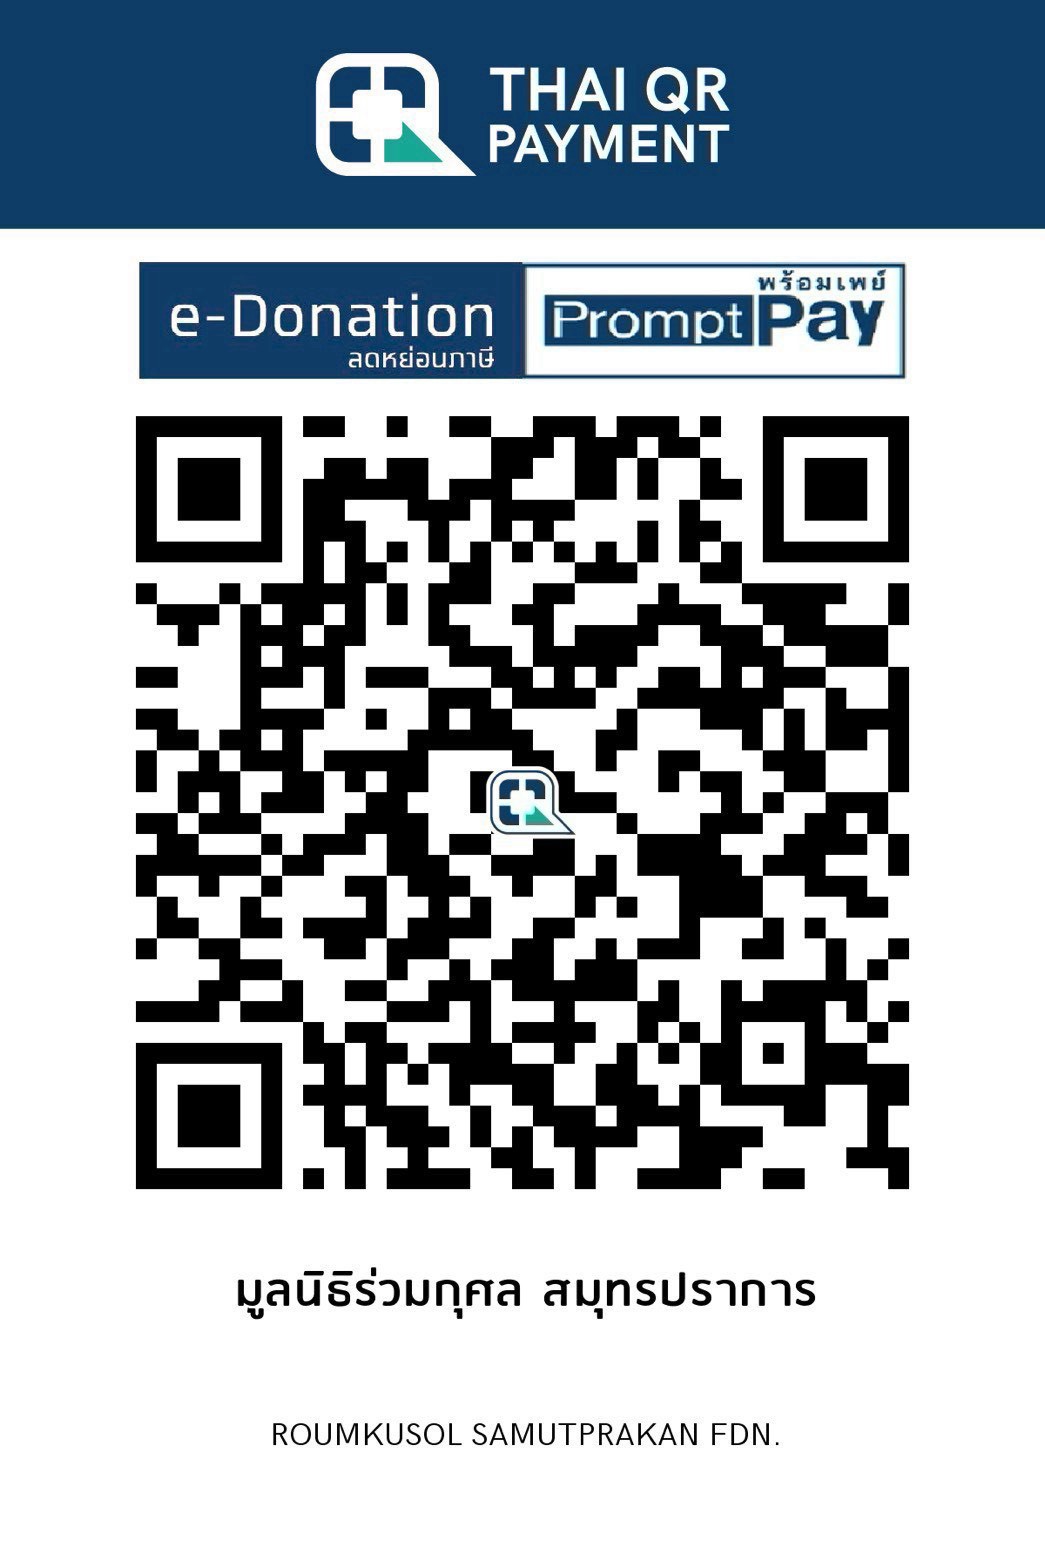 THAI QR
PAYMENT
e-Donation
ลดหย่อนภาษี
พร้อมเพย์
PromptPay
มูลนิธิร่วมกุศล สมุทรปราการ
ROUMKUSOL SAMUTPRAKAN FDN.